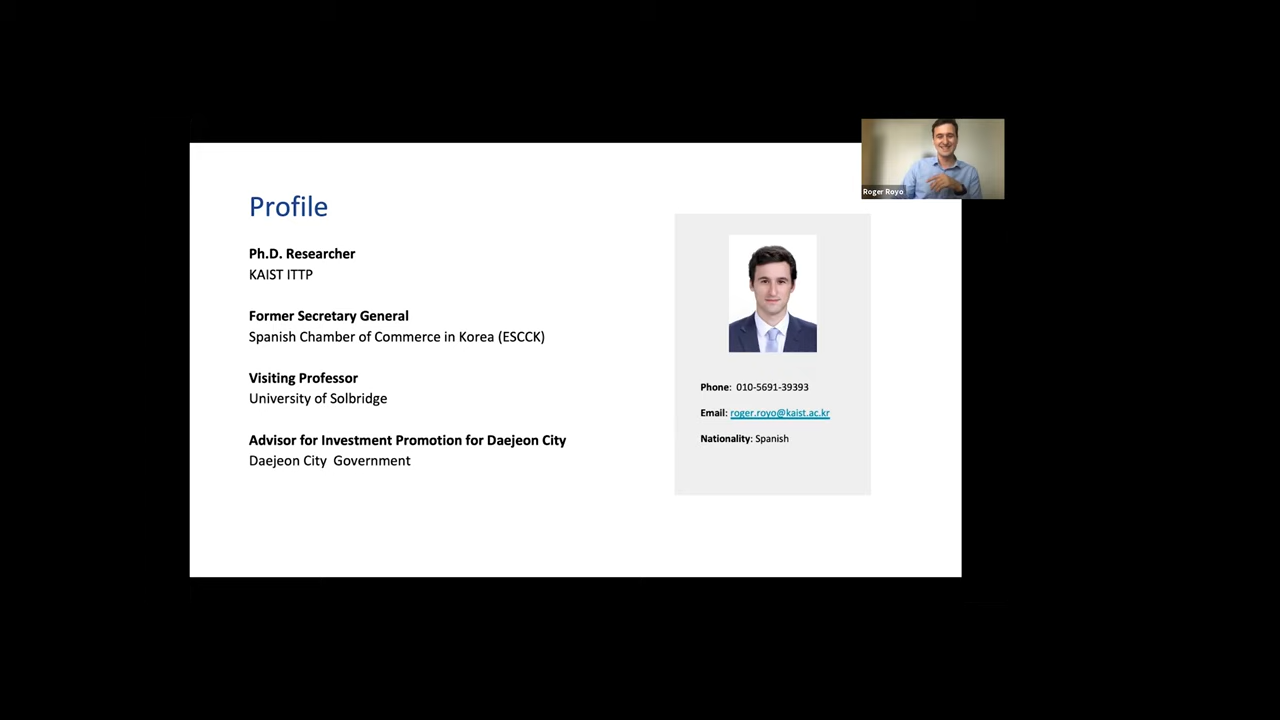 Profile
Ph.D. Researcher
KAIST ITTP
Former Secretary General
Spanish Chamber of Commerce in Korea (ESCCK)
Visiting Professor
University of Solbridge
Advisor for Investment Promotion for Daejeon City
Daejeon City  Government
Roger Royo
Phone:  010-5691-39393
Email: roger.royo@kaist.ac.kr
Nationality: Spanish